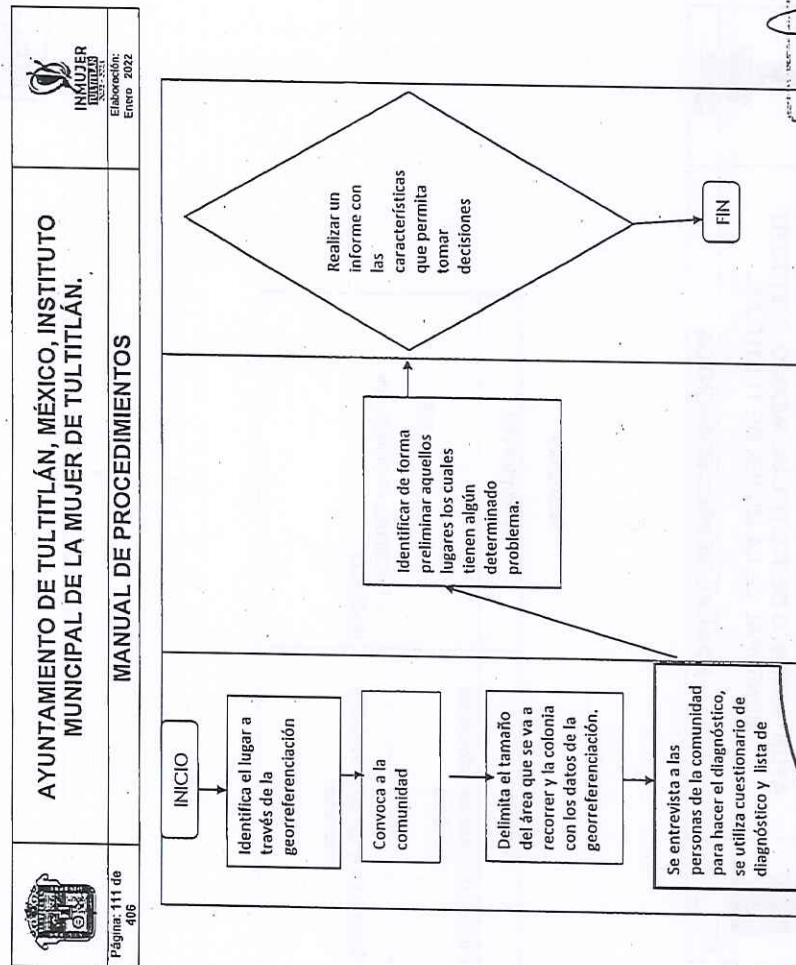 AYUNTAMIENTO DE TULTITLÁN, MÉXICO, INSTITUTO
MUNICIPAL DE LA MUJER DE TULTITLÁN.
INMUJER
TULTITLÁN
Página: 111 de
406
MANUAL DE PROCEDIMIENTOS
Elaboración:
Enero 2022
INICIO
Identifica el lugar a
través de la
georreferenciación
Convoca a la
comunidad
Delimita el tamaño
del área que se va a
recorrer y la colonia
con los datos de la
georeferenciación.
Se entrevista a las
personas de la comunidad
para hacer el diagnóstico,
se utiliza cuestionario de
diagnóstico y lista de
Identificar de forma
preliminar aquellos
lugares los cuales
tienen algún
determinado
problema.
Realizar un
informe con
las
características
que permita
tomar
decisiones
FIN